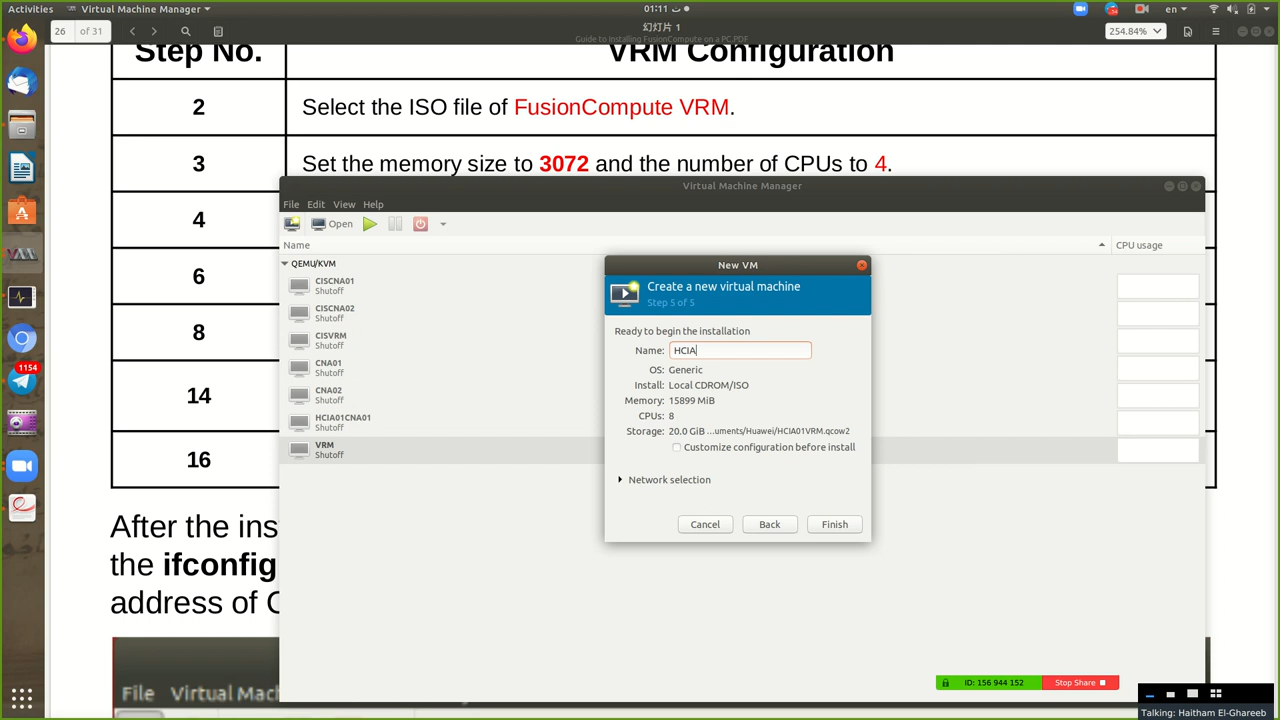 Activities
Virtual Machine Manager
01:11 ث
en
26
of 31
幻灯片 1
Guide to Installing FusionCompute on a PC.PDF
254.84%
Step No.
VRM Configuration
2
Select the ISO file of FusionCompute VRM.
3
Set the memory size to 3072 and the number of CPUs to 4.
4
6
8
14
16
After the ins
the ifconfig
address of C
File
Virtual Mach
Virtual Machine Manager
File Edit View Help
Open
Name
CPU usage
QEMU/KVM
CISCNA01
Shutoff
CISCNA02
Shutoff
CISVRM
Shutoff
CNA01
Shutoff
CNA02
Shutoff
HCIA01CNA01
Shutoff
VRM
Shutoff
New VM
Create a new virtual machine
Step 5 of 5
Ready to begin the installation
Name: HCIA
OS: Generic
Install: Local CDROM/ISO
Memory: 15899 MiB
CPUs: 8
Storage: 20.0 GiB ...uments/Huawei/HCIA01VRM.qcow2
Customize configuration before install
Network selection
Cancel
Back
Finish
1154
ID: 156 944 152
Stop Share
Talking: Haitham El-Ghareeb